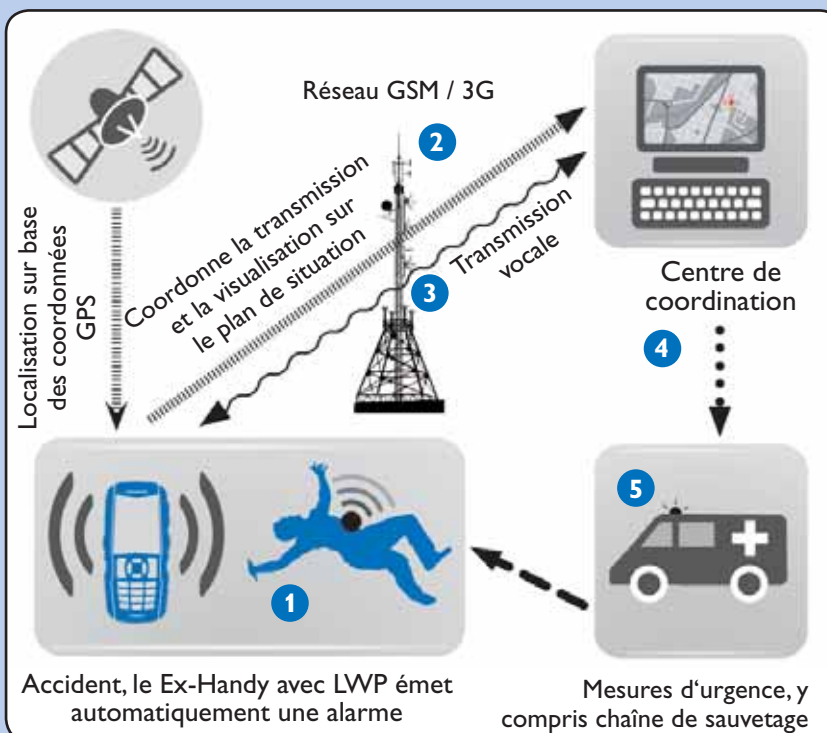 Réseau GSM / 3G
2
Localisation sur base
des coordonnées
GPS
Coordonne la transmission
et la visualisation sur
le plan de situation
3
Transmission
vocale
Centre de
coordination
4
1
5
Accident, le Ex-Handy avec LWP émet
automatiquement une alarme
Mesures d‘urgence, y
compris chaîne de sauvetage